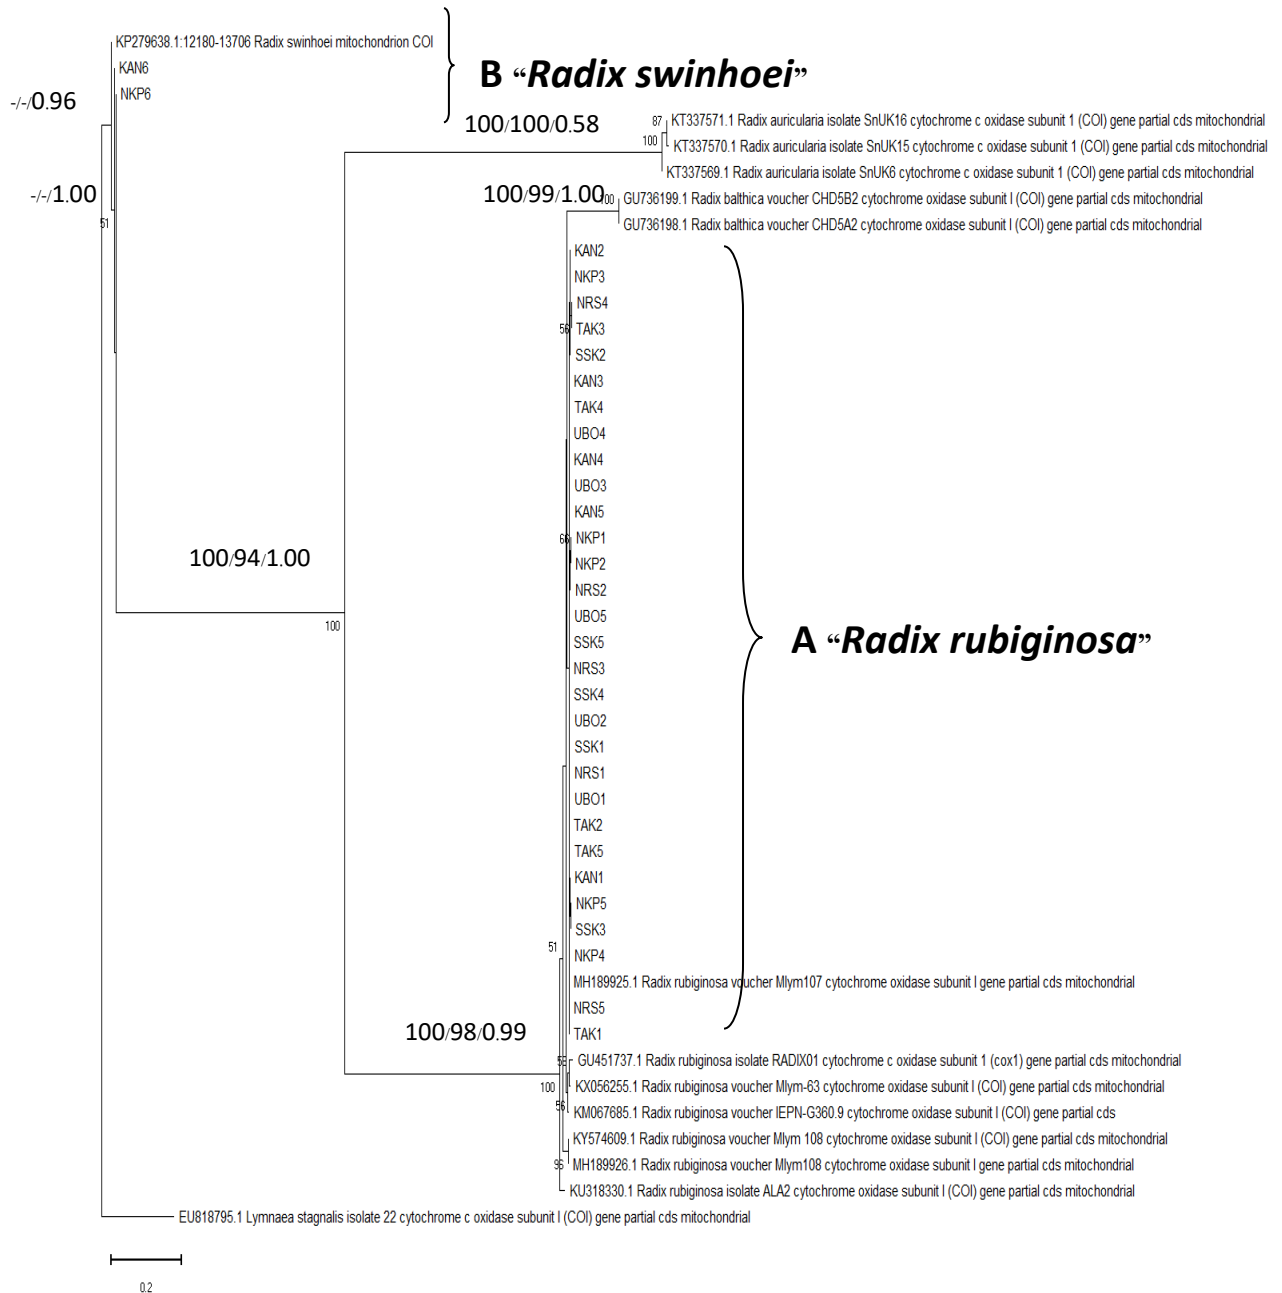 KP279638.1:12180-13706 Radix swinhoei mitochondrion COI
KAN6
B “Radix swinhoei”
NKP6
-/-/0.96
100/100/0.58
87
KT337571.1 Radix auricularia isolate SnUK16 cytochrome c oxidase subunit 1 (COI) gene partial cds mitochondrial
100
KT337570.1 Radix auricularia isolate SnUK15 cytochrome c oxidase subunit 1 (COI) gene partial cds mitochondrial
KT337569.1 Radix auricularia isolate SnUK6 cytochrome c oxidase subunit 1 (COI) gene partial cds mitochondrial
-/-/1.00
100/99/1.00
100
GU736199.1 Radix balthica voucher CHD5B2 cytochrome oxidase subunit I (COI) gene partial cds mitochondrial
51
GU736198.1 Radix balthica voucher CHD5A2 cytochrome oxidase subunit I (COI) gene partial cds mitochondrial
KAN2
NKP3
NRS4
56
TAK3
SSK2
KAN3
TAK4
UBO4
KAN4
UBO3
KAN5
66
NKP1
100/94/1.00
NKP2
NRS2
UBO5
100
SSK5
A “Radix rubiginosa”
NRS3
SSK4
UBO2
SSK1
NRS1
UBO1
TAK2
TAK5
KAN1
NKP5
SSK3
51
NKP4
MH189925.1 Radix rubiginosa voucher Mlym107 cytochrome oxidase subunit I gene partial cds mitochondrial
NRS5
100/98/0.99
TAK1
GU451737.1 Radix rubiginosa isolate RADIX01 cytochrome c oxidase subunit 1 (cox1) gene partial cds mitochondrial
100
KX056255.1 Radix rubiginosa voucher Mlym-63 cytochrome oxidase subunit I (COI) gene partial cds mitochondrial
56
KM067685.1 Radix rubiginosa voucher IEPN-G360.9 cytochrome oxidase subunit I (COI) gene partial cds
KY574609.1 Radix rubiginosa voucher Mlym 108 cytochrome oxidase subunit I (COI) gene partial cds mitochondrial
96
MH189926.1 Radix rubiginosa voucher Mlym108 cytochrome oxidase subunit I gene partial cds mitochondrial
KU318330.1 Radix rubiginosa isolate ALA2 cytochrome oxidase subunit I (COI) gene partial cds mitochondrial
EU818795.1 Lymnaea stagnalis isolate 22 cytochrome c oxidase subunit I (COI) gene partial cds mitochondrial
0.2